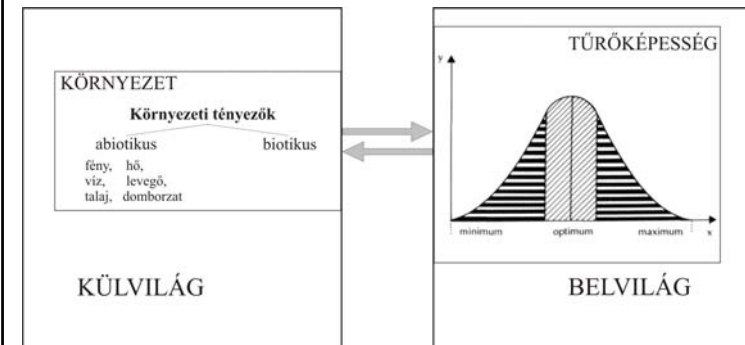 KÖRNYEZET
Környezeti tényezők
abiotikus biotikus
fény, hő,
víz, levegő,
talaj, domborzat
KÜLVILÁG
TŰRŐKÉPESSÉG
y
minimum optimum maximum x
BELVILÁG